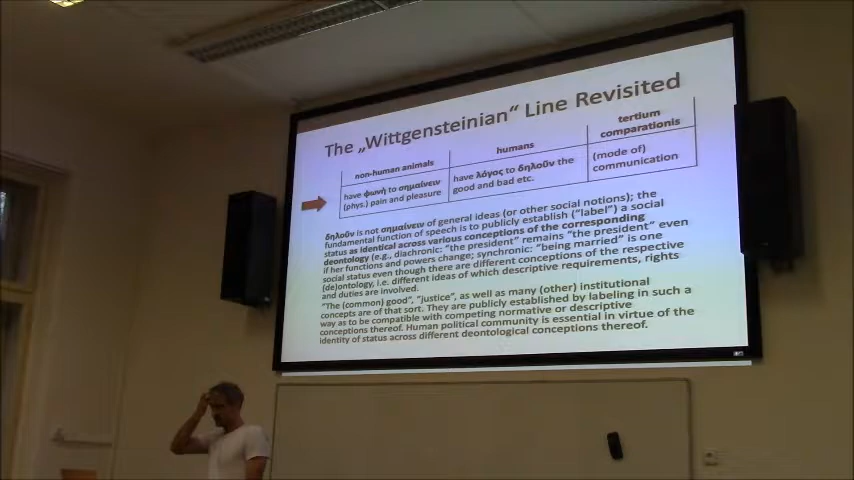 The „Wittgensteinian“ Line Revisited
non-human animals
humans
tertium
comparationis
have φωνή to σημαίνειν
(phys.) pain and pleasure
have λόγος to δηλοῦν the
good and bad etc.
(mode of)
communication
δηλοῦν is not σημαίνειν of general ideas (or other social notions); the
fundamental function of speech is to publicly establish (“label”) a social
status as identical across various conceptions of the corresponding
deontology (e.g., diachronic: “the president” remains “the president” even
if her functions and powers change; synchronic: “being married” is one
social status even though there are different conceptions of the respective
(de)ontology, i.e. different ideas of which descriptive requirements, rights
and duties are involved.
“The (common) good”, “justice”, as well as many (other) institutional
concepts are of that sort. They are publicly established by labeling in such a
way as to be compatible with competing normative or descriptive
conceptions thereof. Human political community is essential in virtue of the
identity of status across different deontological conceptions thereof.